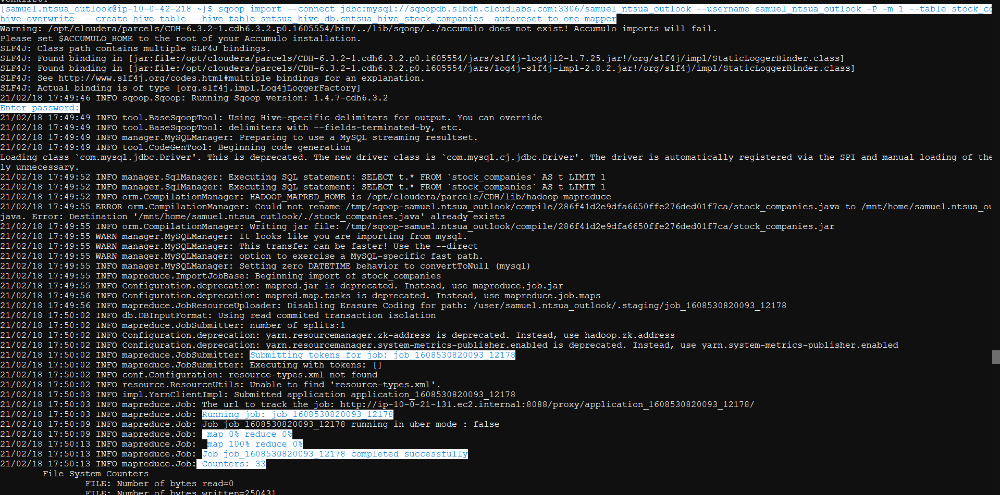 [samuel.ntsua_outlook@ip-10-0-42-218 ~]$ sqoop import --connect jdbc:mysql://sqoopdb.slbdh.cloudlabs.com:3306/samuel_ntsua_outlook --username samuel_ntsua_outlook -P -m 1 --table
hive-overwrite  --create-hive-table --hive-table sntsua_hive_db.sntsua_hive_stock_companies -autoreset-to-one-mapper
Warning: /opt/cloudera/parcels/CDH-6.3.2-1.cdh6.3.2.p0.1605554/bin/../lib/sqoop/../accumulo does not exist! Accumulo imports will fail.
Please set $ACCUMULO_HOME to the root of your Accumulo installation.
SLF4J: Class path contains multiple SLF4J bindings.
SLF4J: Found binding in [jar:file:/opt/cloudera/parcels/CDH-6.3.2-1.cdh6.3.2.p0.1605554/jars/slf4j-log4j12-1.7.25.jar!/org/slf4j/impl/StaticLoggerBinder.class]
SLF4J: Found binding in [jar:file:/opt/cloudera/parcels/CDH-6.3.2-1.cdh6.3.2.p0.1605554/jars/log4j-slf4j-impl-2.8.2.jar!/org/slf4j/impl/StaticLoggerBinder.class]
SLF4J: See http://www.slf4j.org/codes.html#multiple_bindings for an explanation.
SLF4J: Actual binding is of type [org.slf4j.impl.Log4jLoggerFactory]
21/02/18 17:49:46 INFO sqoop.Sqoop: Running Sqoop version: 1.4.7-cdh6.3.2
Enter password:
21/02/18 17:49:49 INFO tool.BaseSqoopTool: Using Hive-specific delimiters for output. You can override
21/02/18 17:49:49 INFO tool.BaseSqoopTool: delimiters with --fields-terminated-by, etc.
21/02/18 17:49:49 INFO manager.MySQLManager: Preparing to use a MySQL streaming resultset.
21/02/18 17:49:49 INFO tool.CodeGenTool: Beginning code generation
Loading class `com.mysql.jdbc.Driver'. This is deprecated. The new driver class is `com.mysql.cj.jdbc.Driver'. The driver is automatically registered via the SPI and manual loading of the
ly unnecessary.
21/02/18 17:49:52 INFO manager.SqlManager: Executing SQL statement: SELECT t.* FROM `stock_companies` AS t LIMIT 1
21/02/18 17:49:52 INFO manager.SqlManager: Executing SQL statement: SELECT t.* FROM `stock_companies` AS t LIMIT 1
21/02/18 17:49:52 INFO orm.CompilationManager: HADOOP_MAPRED_HOME is /opt/cloudera/parcels/CDH/lib/hadoop-mapreduce
21/02/18 17:49:55 ERROR orm.CompilationManager: Could not rename /tmp/sqoop-samuel.ntsua_outlook/compile/286f41d2e9dfa6650ffe276ded01f7ca/stock_companies.java to /mnt/home/samuel.ntsua_ou
java. Error: Destination '/mnt/home/samuel.ntsua_outlook/./stock_companies.java' already exists
21/02/18 17:49:55 INFO orm.CompilationManager: Writing jar file: /tmp/sqoop-samuel.ntsua_outlook/compile/286f41d2e9dfa6650ffe276ded01f7ca/stock_companies.jar
21/02/18 17:49:55 WARN manager.MySQLManager: It looks like you are importing from mysql.
21/02/18 17:49:55 WARN manager.MySQLManager: This transfer can be faster! Use the --direct
21/02/18 17:49:55 WARN manager.MySQLManager: option to exercise a MySQL-specific fast path.
21/02/18 17:49:55 INFO manager.MySQLManager: Setting zero DATETIME behavior to convertToNull (mysql)
21/02/18 17:49:55 INFO mapreduce.ImportJobBase: Beginning import of stock_companies
21/02/18 17:49:55 INFO Configuration.deprecation: mapred.jar is deprecated. Instead, use mapreduce.job.jar
21/02/18 17:49:56 INFO Configuration.deprecation: mapred.map.tasks is deprecated. Instead, use mapreduce.job.maps
21/02/18 17:49:56 INFO mapreduce.JobResourceUploader: Disabling Erasure Coding for path: /user/samuel.ntsua_outlook/.staging/job_1608530820093_12178
21/02/18 17:50:02 INFO db.DBInputFormat: Using read commited transaction isolation
21/02/18 17:50:02 INFO mapreduce.JobSubmitter: number of splits:1
21/02/18 17:50:02 INFO Configuration.deprecation: yarn.resourcemanager.zk-address is deprecated. Instead, use hadoop.zk.address
21/02/18 17:50:02 INFO Configuration.deprecation: yarn.resourcemanager.system-metrics-publisher.enabled is deprecated. Instead, use yarn.system-metrics-publisher.enabled
21/02/18 17:50:02 INFO mapreduce.JobSubmitter: Submitting tokens for job: job_1608530820093_12178
21/02/18 17:50:02 INFO mapreduce.JobSubmitter: Executing with tokens: []
21/02/18 17:50:02 INFO conf.Configuration: resource-types.xml not found
21/02/18 17:50:02 INFO resource.ResourceUtils: Unable to find 'resource-types.xml'.
21/02/18 17:50:03 INFO impl.YarnClientImpl: Submitted application application_1608530820093_12178
21/02/18 17:50:03 INFO mapreduce.Job: The url to track the job: http://ip-10-0-21-131.ec2.internal:8088/proxy/application_1608530820093_12178/
21/02/18 17:50:03 INFO mapreduce.Job: Running job: job_1608530820093_12178
21/02/18 17:50:09 INFO mapreduce.Job: Job job_1608530820093_12178 running in uber mode : false
21/02/18 17:50:09 INFO mapreduce.Job:  map 0% reduce 0%
21/02/18 17:50:13 INFO mapreduce.Job:  map 100% reduce 0%
21/02/18 17:50:13 INFO mapreduce.Job: Job job_1608530820093_12178 completed successfully
21/02/18 17:50:13 INFO mapreduce.Job: Counters: 33
File System Counters
FILE: Number of bytes read=0
FILE: Number of bytes written=250431